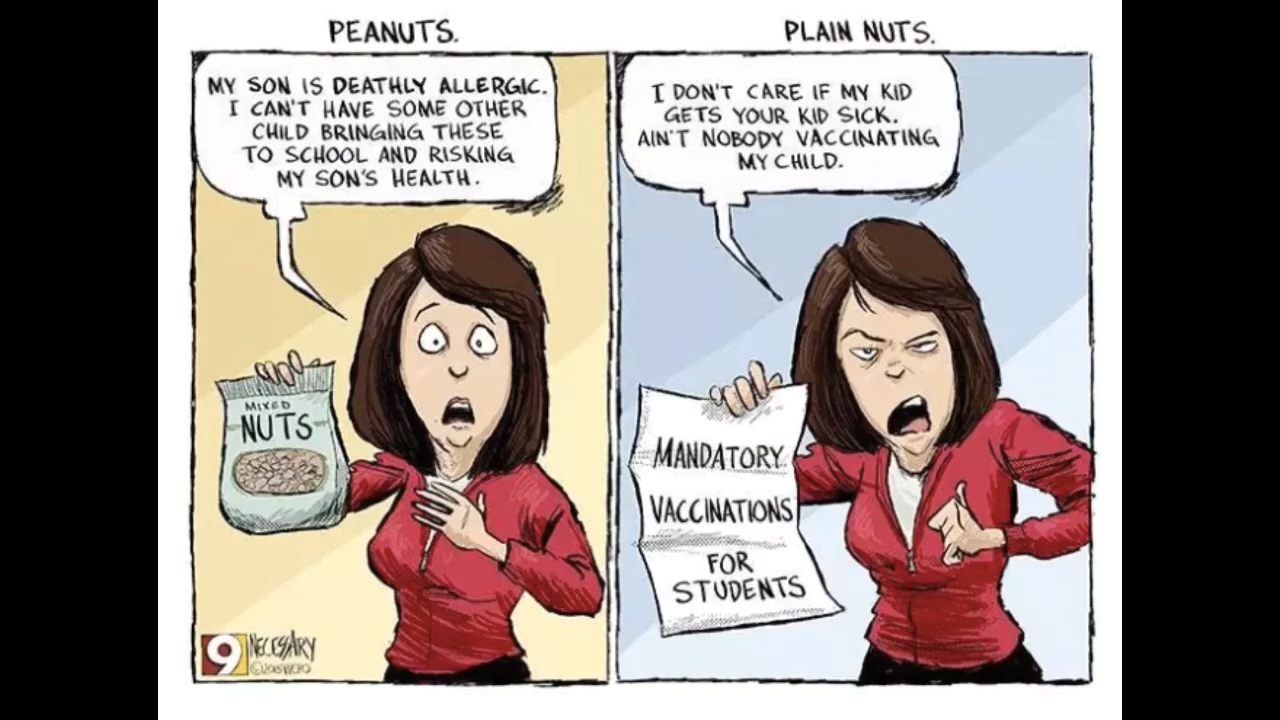 PEANUTS.
MY SON IS DEATHLY ALLERGIC.
I CAN'T HAVE SOME OTHER
CHILD BRINGING THESE
TO SCHOOL AND RISKING
MY SON'S HEALTH.
MIXED
NUTS
9 NECESSARY
©2015 WCPO
PLAIN NUTS.
I DON'T CARE IF MY KID
GETS YOUR KID SICK.
AIN'T NOBODY VACCINATING
MY CHILD.
MANDATORY
VACCINATIONS
FOR
STUDENTS